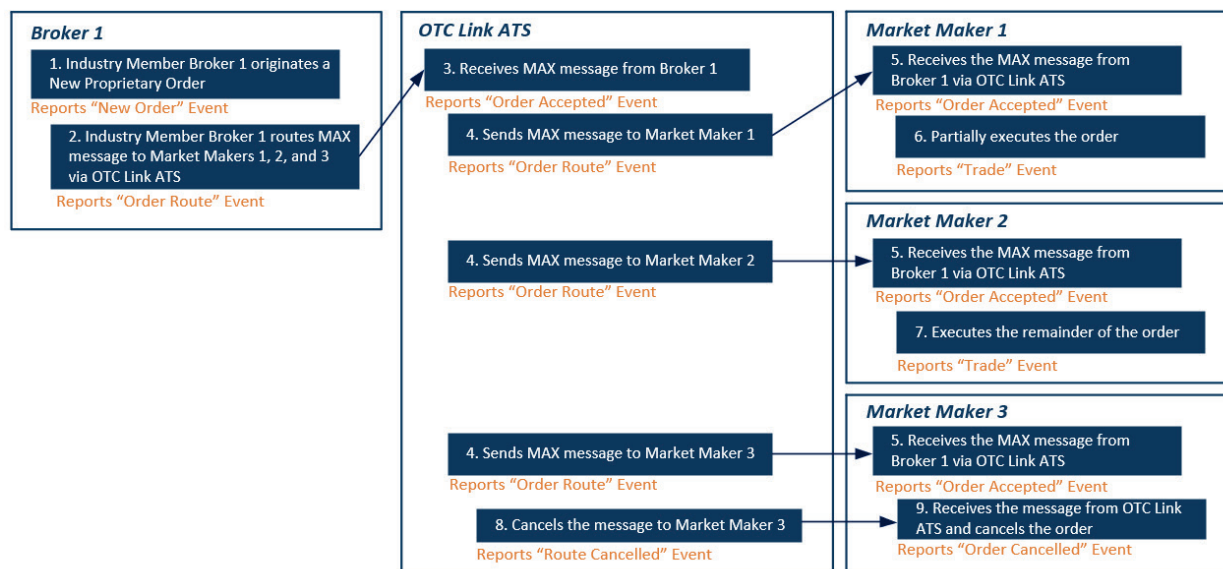 Broker 1
1. Industry Member Broker 1 originates a
New Proprietary Order
Reports “New Order” Event
2. Industry Member Broker 1 routes MAX
message to Market Makers 1, 2, and 3
via OTC Link ATS
Reports “Order Route” Event
OTC Link ATS
3. Receives MAX message from Broker 1
Reports “Order Accepted” Event
4. Sends MAX message to Market Maker 1
Reports “Order Route” Event
4. Sends MAX message to Market Maker 2
Reports “Order Route” Event
4. Sends MAX message to Market Maker 3
Reports “Order Route” Event
8. Cancels the message to Market Maker 3
Reports “Route Cancelled” Event
Market Maker 1
5. Receives the MAX message from
Broker 1 via OTC Link ATS
Reports “Order Accepted” Event
6. Partially executes the order
Reports “Trade” Event
Market Maker 2
5. Receives the MAX message from
Broker 1 via OTC Link ATS
Reports “Order Accepted” Event
7. Executes the remainder of the order
Reports “Trade” Event
Market Maker 3
5. Receives the MAX message from
Broker 1 via OTC Link ATS
Reports “Order Accepted” Event
9. Receives the message from OTC Link
ATS and cancels the order
Reports “Order Cancelled” Event